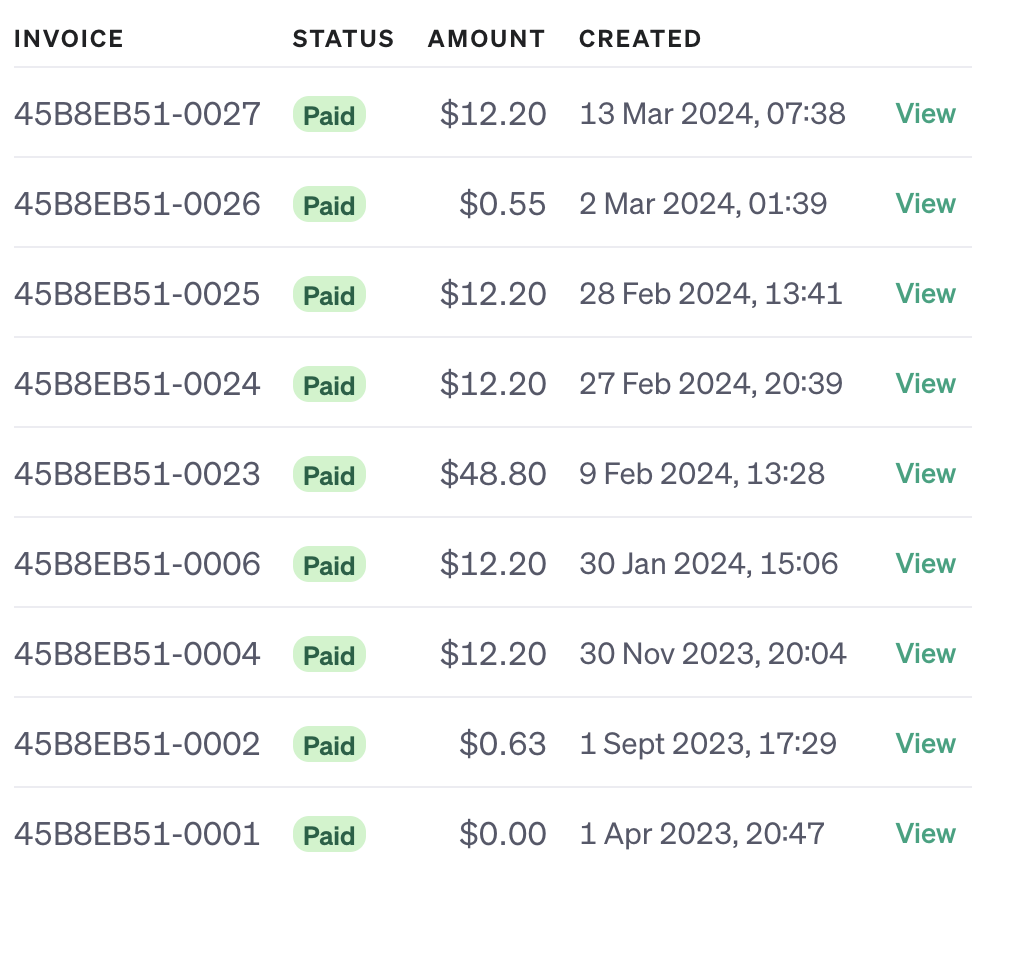 INVOICE STATUS AMOUNT CREATED
45B8EB51-0027 Paid $12.20 13 Mar 2024, 07:38 View
45B8EB51-0026 Paid $0.55 2 Mar 2024, 01:39 View
45B8EB51-0025 Paid $12.20 28 Feb 2024, 13:41 View
45B8EB51-0024 Paid $12.20 27 Feb 2024, 20:39 View
45B8EB51-0023 Paid $48.80 9 Feb 2024, 13:28 View
45B8EB51-0006 Paid $12.20 30 Jan 2024, 15:06 View
45B8EB51-0004 Paid $12.20 30 Nov 2023, 20:04 View
45B8EB51-0002 Paid $0.63 1 Sept 2023, 17:29 View
45B8EB51-0001 Paid $0.00 1 Apr 2023, 20:47 View